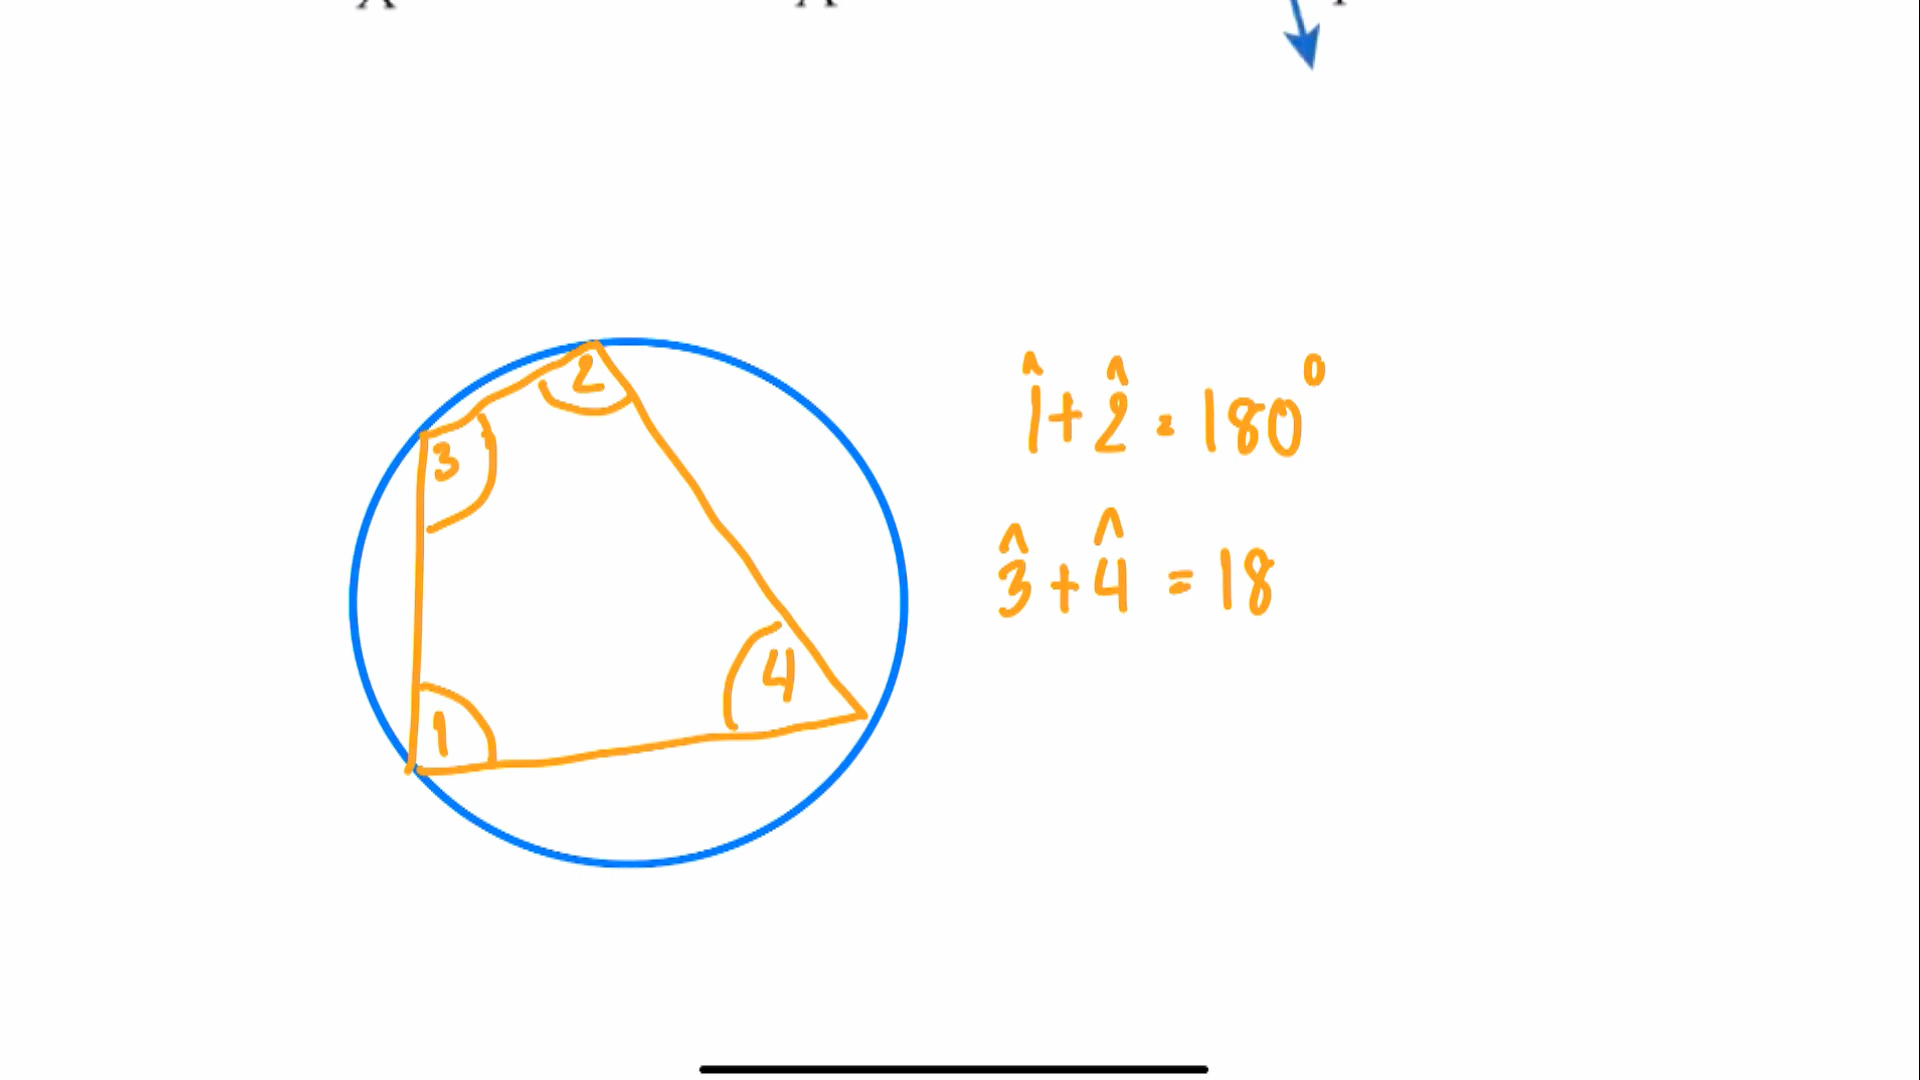 2
3
4
1
1̂ + 2̂ = 180°
3̂ + 4̂ = 18